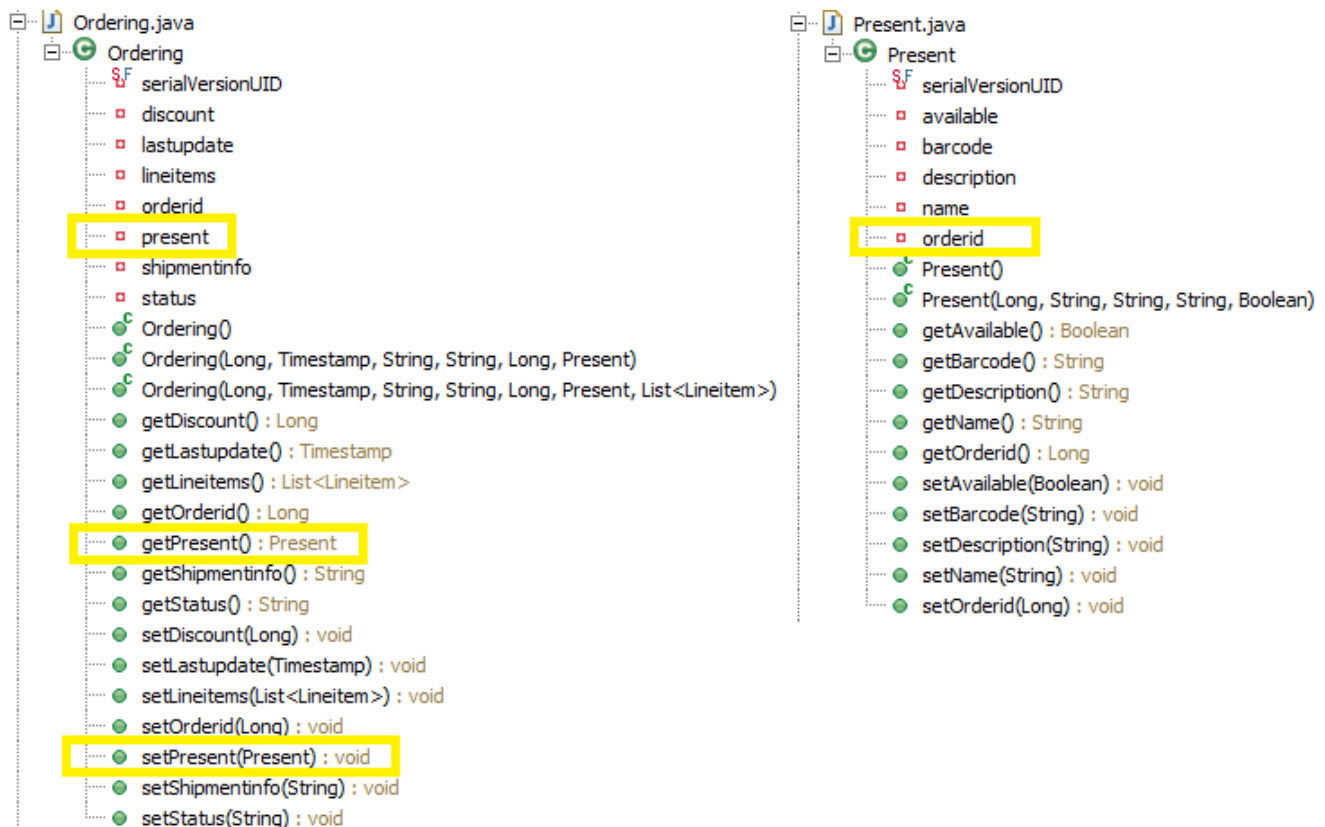 Ordering.java
Ordering
serialVersionUID
discount
lastupdate
lineitems
orderid
present
shipmentinfo
status
Ordering()
Ordering(Long, Timestamp, String, String, Long, Present)
Ordering(Long, Timestamp, String, String, Long, Present, List<Lineitem>)
getDiscount() : Long
getLastupdate() : Timestamp
getLineitems() : List<Lineitem>
getOrderid() : Long
getPresent() : Present
getShipmentinfo() : String
getStatus() : String
setDiscount(Long) : void
setLastupdate(Timestamp) : void
setLineitems(List<Lineitem>) : void
setOrderid(Long) : void
setPresent(Present) : void
setShipmentinfo(String) : void
setStatus(String) : void
Present.java
Present
serialVersionUID
available
barcode
description
name
orderid
Present()
Present(Long, String, String, String, Boolean)
getAvailable() : Boolean
getBarcode() : String
getDescription() : String
getName() : String
getOrderid() : Long
setAvailable(Boolean) : void
setBarcode(String) : void
setDescription(String) : void
setName(String) : void
setOrderid(Long) : void